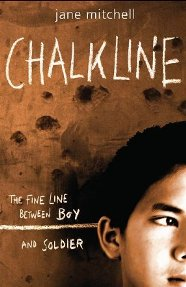 jane mitchell
CHALKLINE
THE FINE LINE
BETWEEN BOY
AND SOLDIER